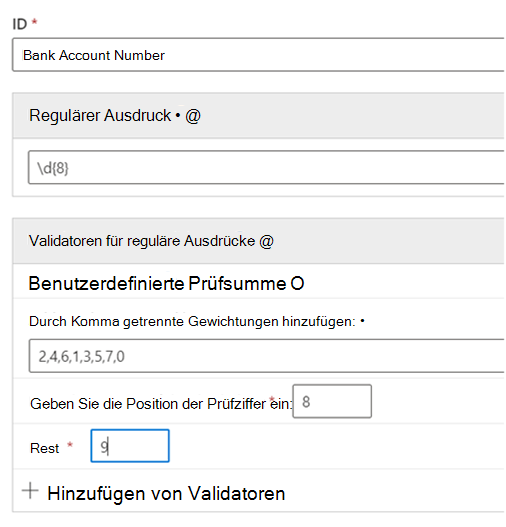 ID *
Bank Account Number
Regulärer Ausdruck • @
\d{8}
Validatoren für reguläre Ausdrücke @
Benutzerdefinierte Prüfsumme O
Durch Komma getrennte Gewichtungen hinzufügen: •
2,4,6,1,3,5,7,0
Geben Sie die Position der Prüfziffer * ein: 8
Rest * 9
+ Hinzufügen von Validatoren